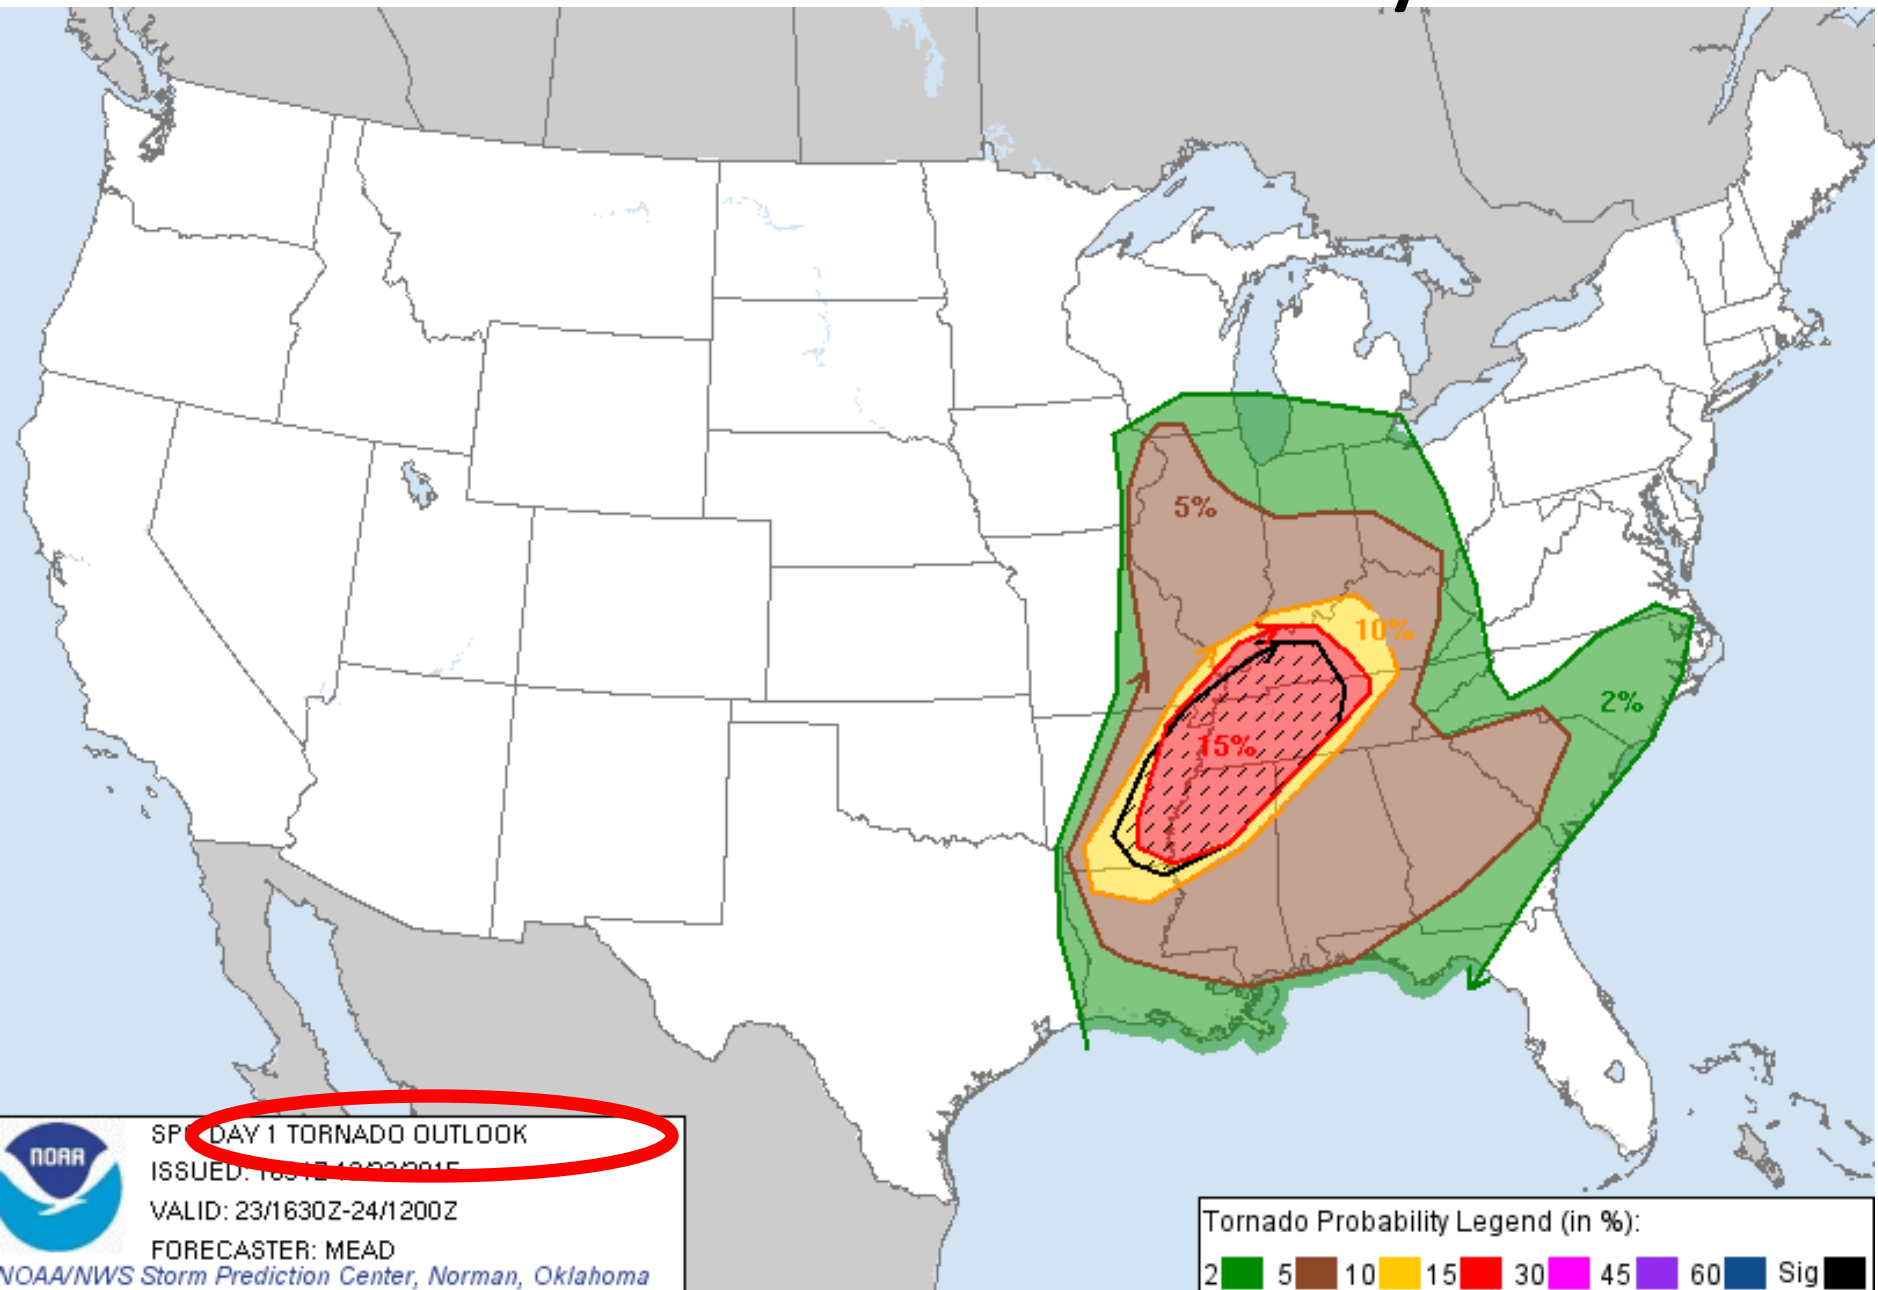 5%
10%
2%
15%
NOAA
SPC DAY 1 TORNADO OUTLOOK
ISSUED:
VALID: 23/1630Z-24/1200Z
FORECASTER: MEAD
NOAA/NWS Storm Prediction Center, Norman, Oklahoma
Tornado Probability Legend (in %):
2 5 10 15 30 45 60 Sig